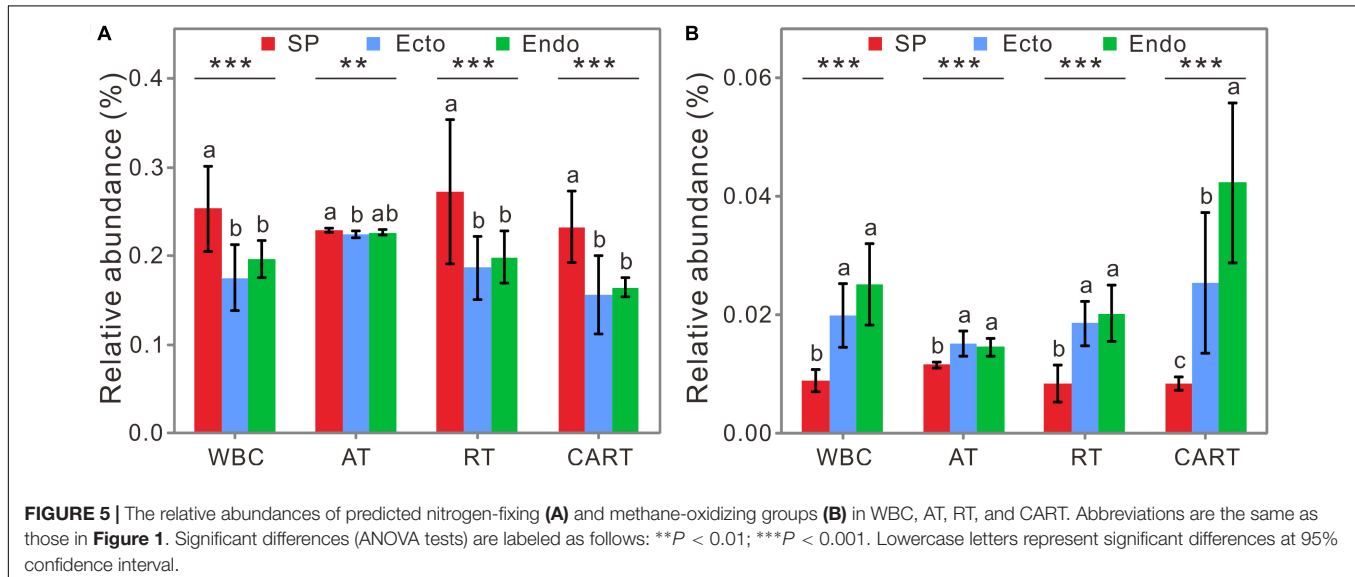 A
SP Ecto Endo
*** ** *** ***
0.4
0.3
0.2
0.1
0.0
Relative abundance (%)
a b b a b ab a b b a b b
WBC AT RT CART
B
SP Ecto Endo
*** *** *** ***
0.06
0.04
0.02
0.00
Relative abundance (%)
b a a b a a b a a c b a
WBC AT RT CART
FIGURE 5 | The relative abundances of predicted nitrogen-fixing (A) and methane-oxidizing groups (B) in WBC, AT, RT, and CART. Abbreviations are the same as
those in Figure 1. Significant differences (ANOVA tests) are labeled as follows: **P < 0.01; ***P < 0.001. Lowercase letters represent significant differences at 95%
confidence interval.